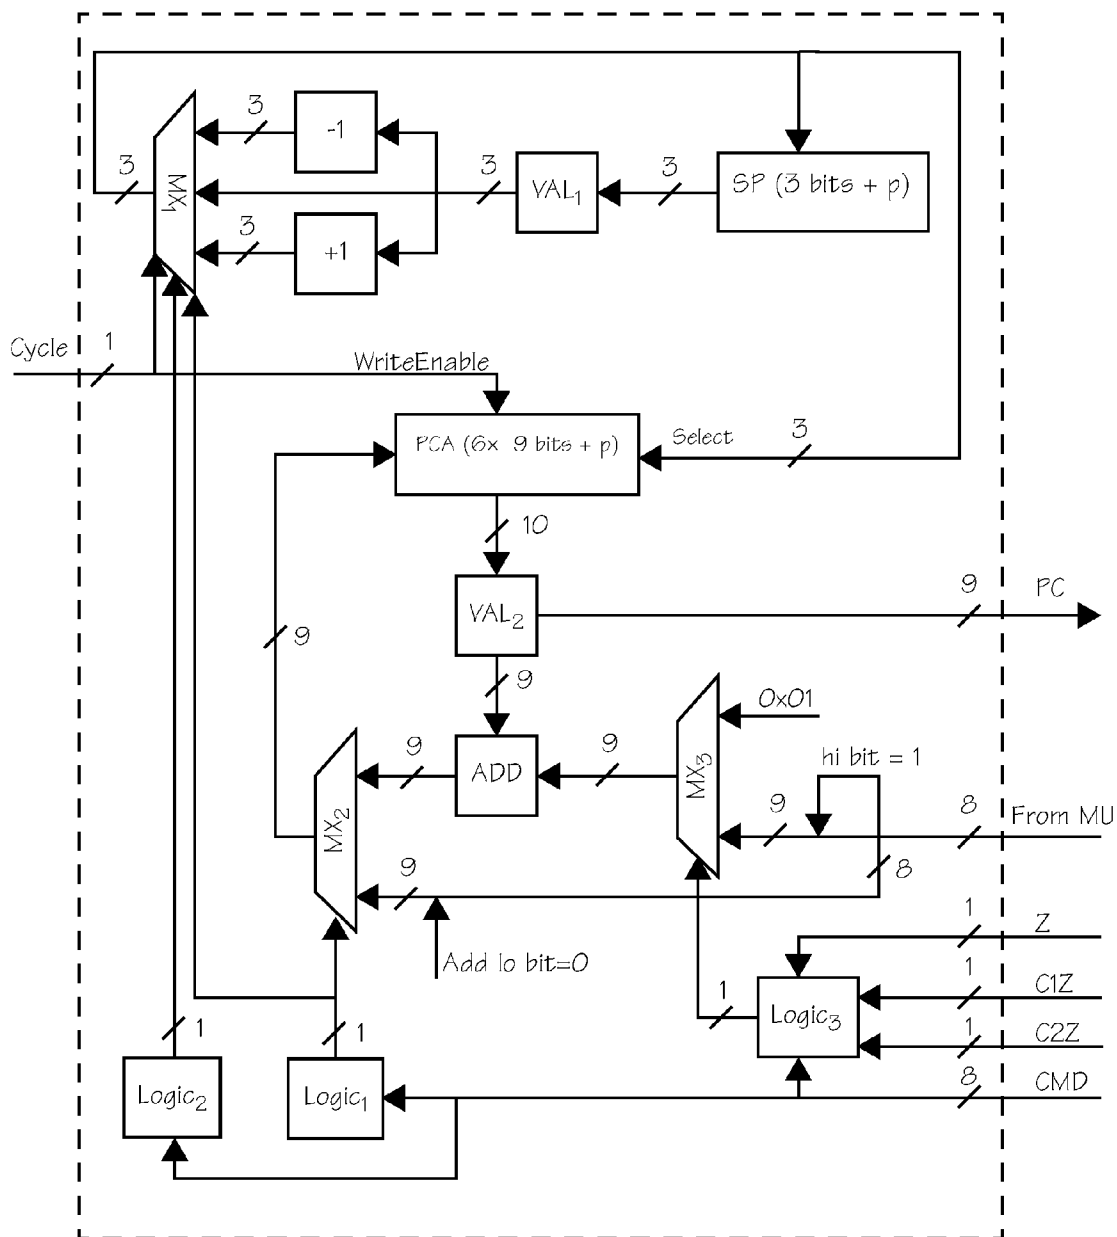 3
-1
3
MX1
3
VAL1
3
SP (3 bits + p)
3
+1
Cycle
1
WriteEnable
PCA (6x 9 bits + p)
Select
3
10
VAL2
9
PC
9
9
0x01
hi bit = 1
MX2
9
ADD
9
MX3
9
8
From MU
9
8
Add lo bit=0
1
Z
1
C1Z
1
Logic3
1
C2Z
1
1
Logic2
Logic1
8
CMD